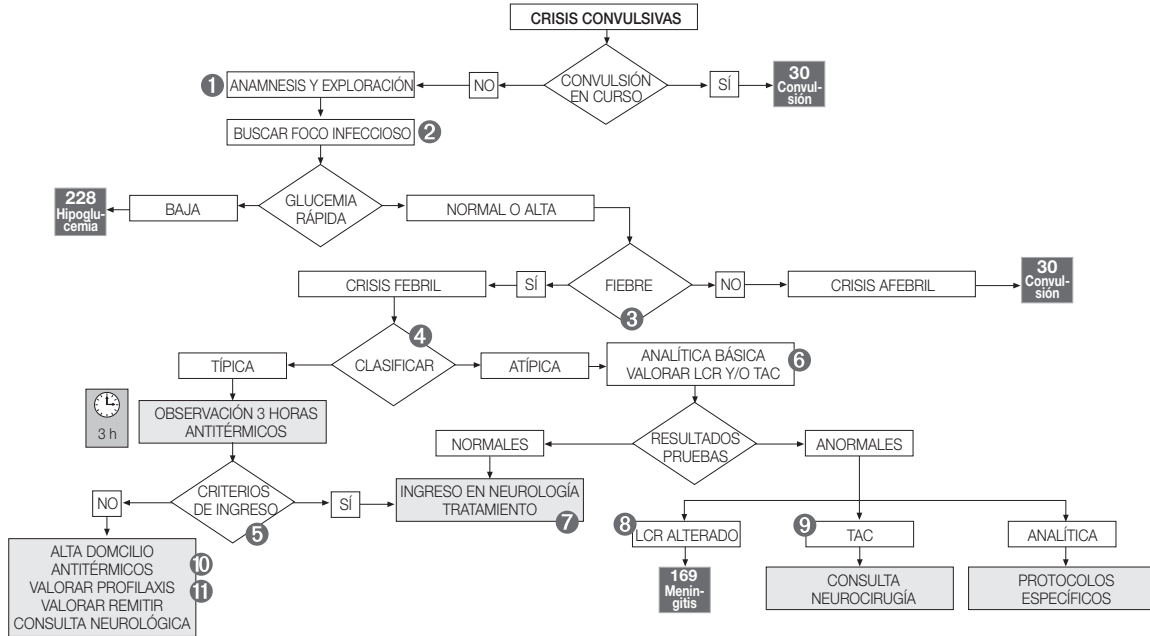 CRISIS CONVULSIVAS
1
ANAMNESIS Y EXPLORACIÓN
NO
CONVULSIÓN
EN CURSO
SÍ
30
Convul-
sión
BUSCAR FOCO INFECCIOSO
2
228
Hipoglu-
cemia
BAJA
GLUCEMIA
RÁPIDA
NORMAL O ALTA
CRISIS FEBRIL
SÍ
FIEBRE
3
NO
CRISIS AFEBRIL
30
Convul-
sión
TÍPICA
4
CLASIFICAR
ATÍPICA
ANALÍTICA BÁSICA
VALORAR LCR Y/O TAC
6
3 h
OBSERVACIÓN 3 HORAS
ANTITÉRMICOS
NORMALES
RESULTADOS
PRUEBAS
ANORMALES
NO
CRITERIOS
DE INGRESO
5
SÍ
INGRESO EN NEUROLOGÍA
TRATAMIENTO
7
8
LCR ALTERADO
9
TAC
ANALÍTICA
ALTA DOMCILIO
ANTITÉRMICOS
10
VALORAR PROFILAXIS
11
VALORAR REMITIR
CONSULTA NEUROLÓGICA
169
Menin-
gitis
CONSULTA
NEUROCIRUGÍA
PROTOCOLOS
ESPECÍFICOS